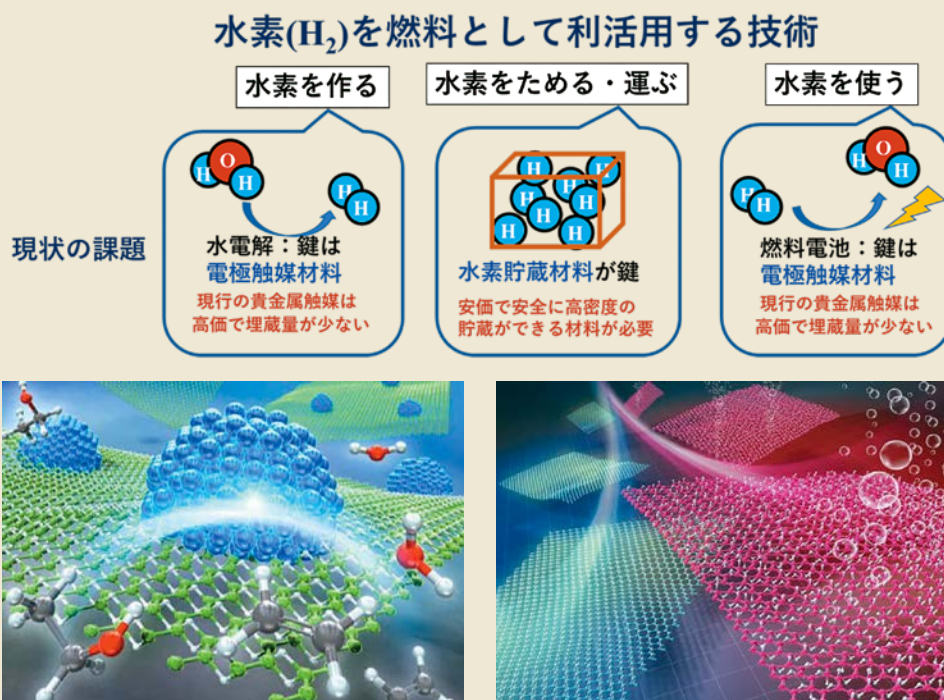 水素(H₂)を燃料として利活用する技術
水素を作る
水素をためる・運ぶ
水素を使う
H O H
H H
H H H H H H H H
H H
H O H
現状の課題
水電解：鍵は
電極触媒材料
現行の貴金属触媒は
高価で埋蔵量が少ない
水素貯蔵材料が鍵
安価で安全に高密度の
貯蔵ができる材料が必要
燃料電池：鍵は
電極触媒材料
現行の貴金属触媒は
高価で埋蔵量が少ない